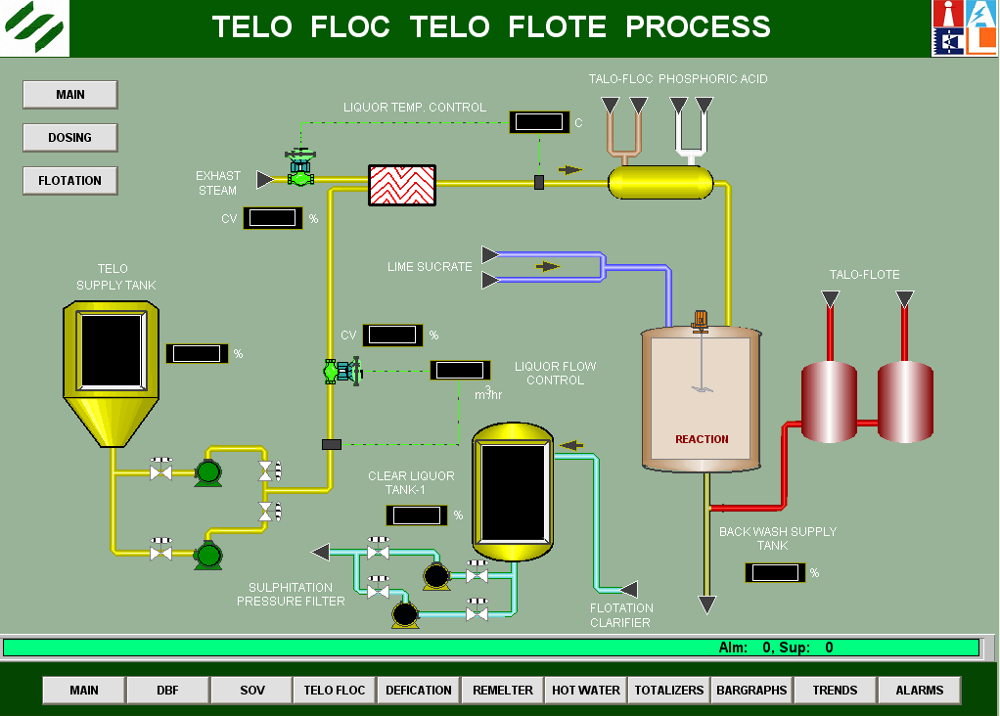 TELO FLOC TELO FLOTE PROCESS
i
A
E
L
MAIN
DOSING
FLOTATION
TALO-FLOC PHOSPHORIC ACID
LIQUOR TEMP. CONTROL
C
EXHAST
STEAM
CV
%
LIME SUCRATE
TELO
SUPPLY TANK
%
TALO-FLOTE
CV
%
LIQUOR FLOW
CONTROL
m3/hr
REACTION
CLEAR LIQUOR
TANK-1
%
BACK WASH SUPPLY
TANK
%
SULPHITATION
PRESSURE FILTER
FLOTATION
CLARIFIER
Alm: 0, Sup: 0
MAIN
DBF
SOV
TELO FLOC
DEFICATION
REMELTER
HOT WATER
TOTALIZERS
BARGRAPHS
TRENDS
ALARMS